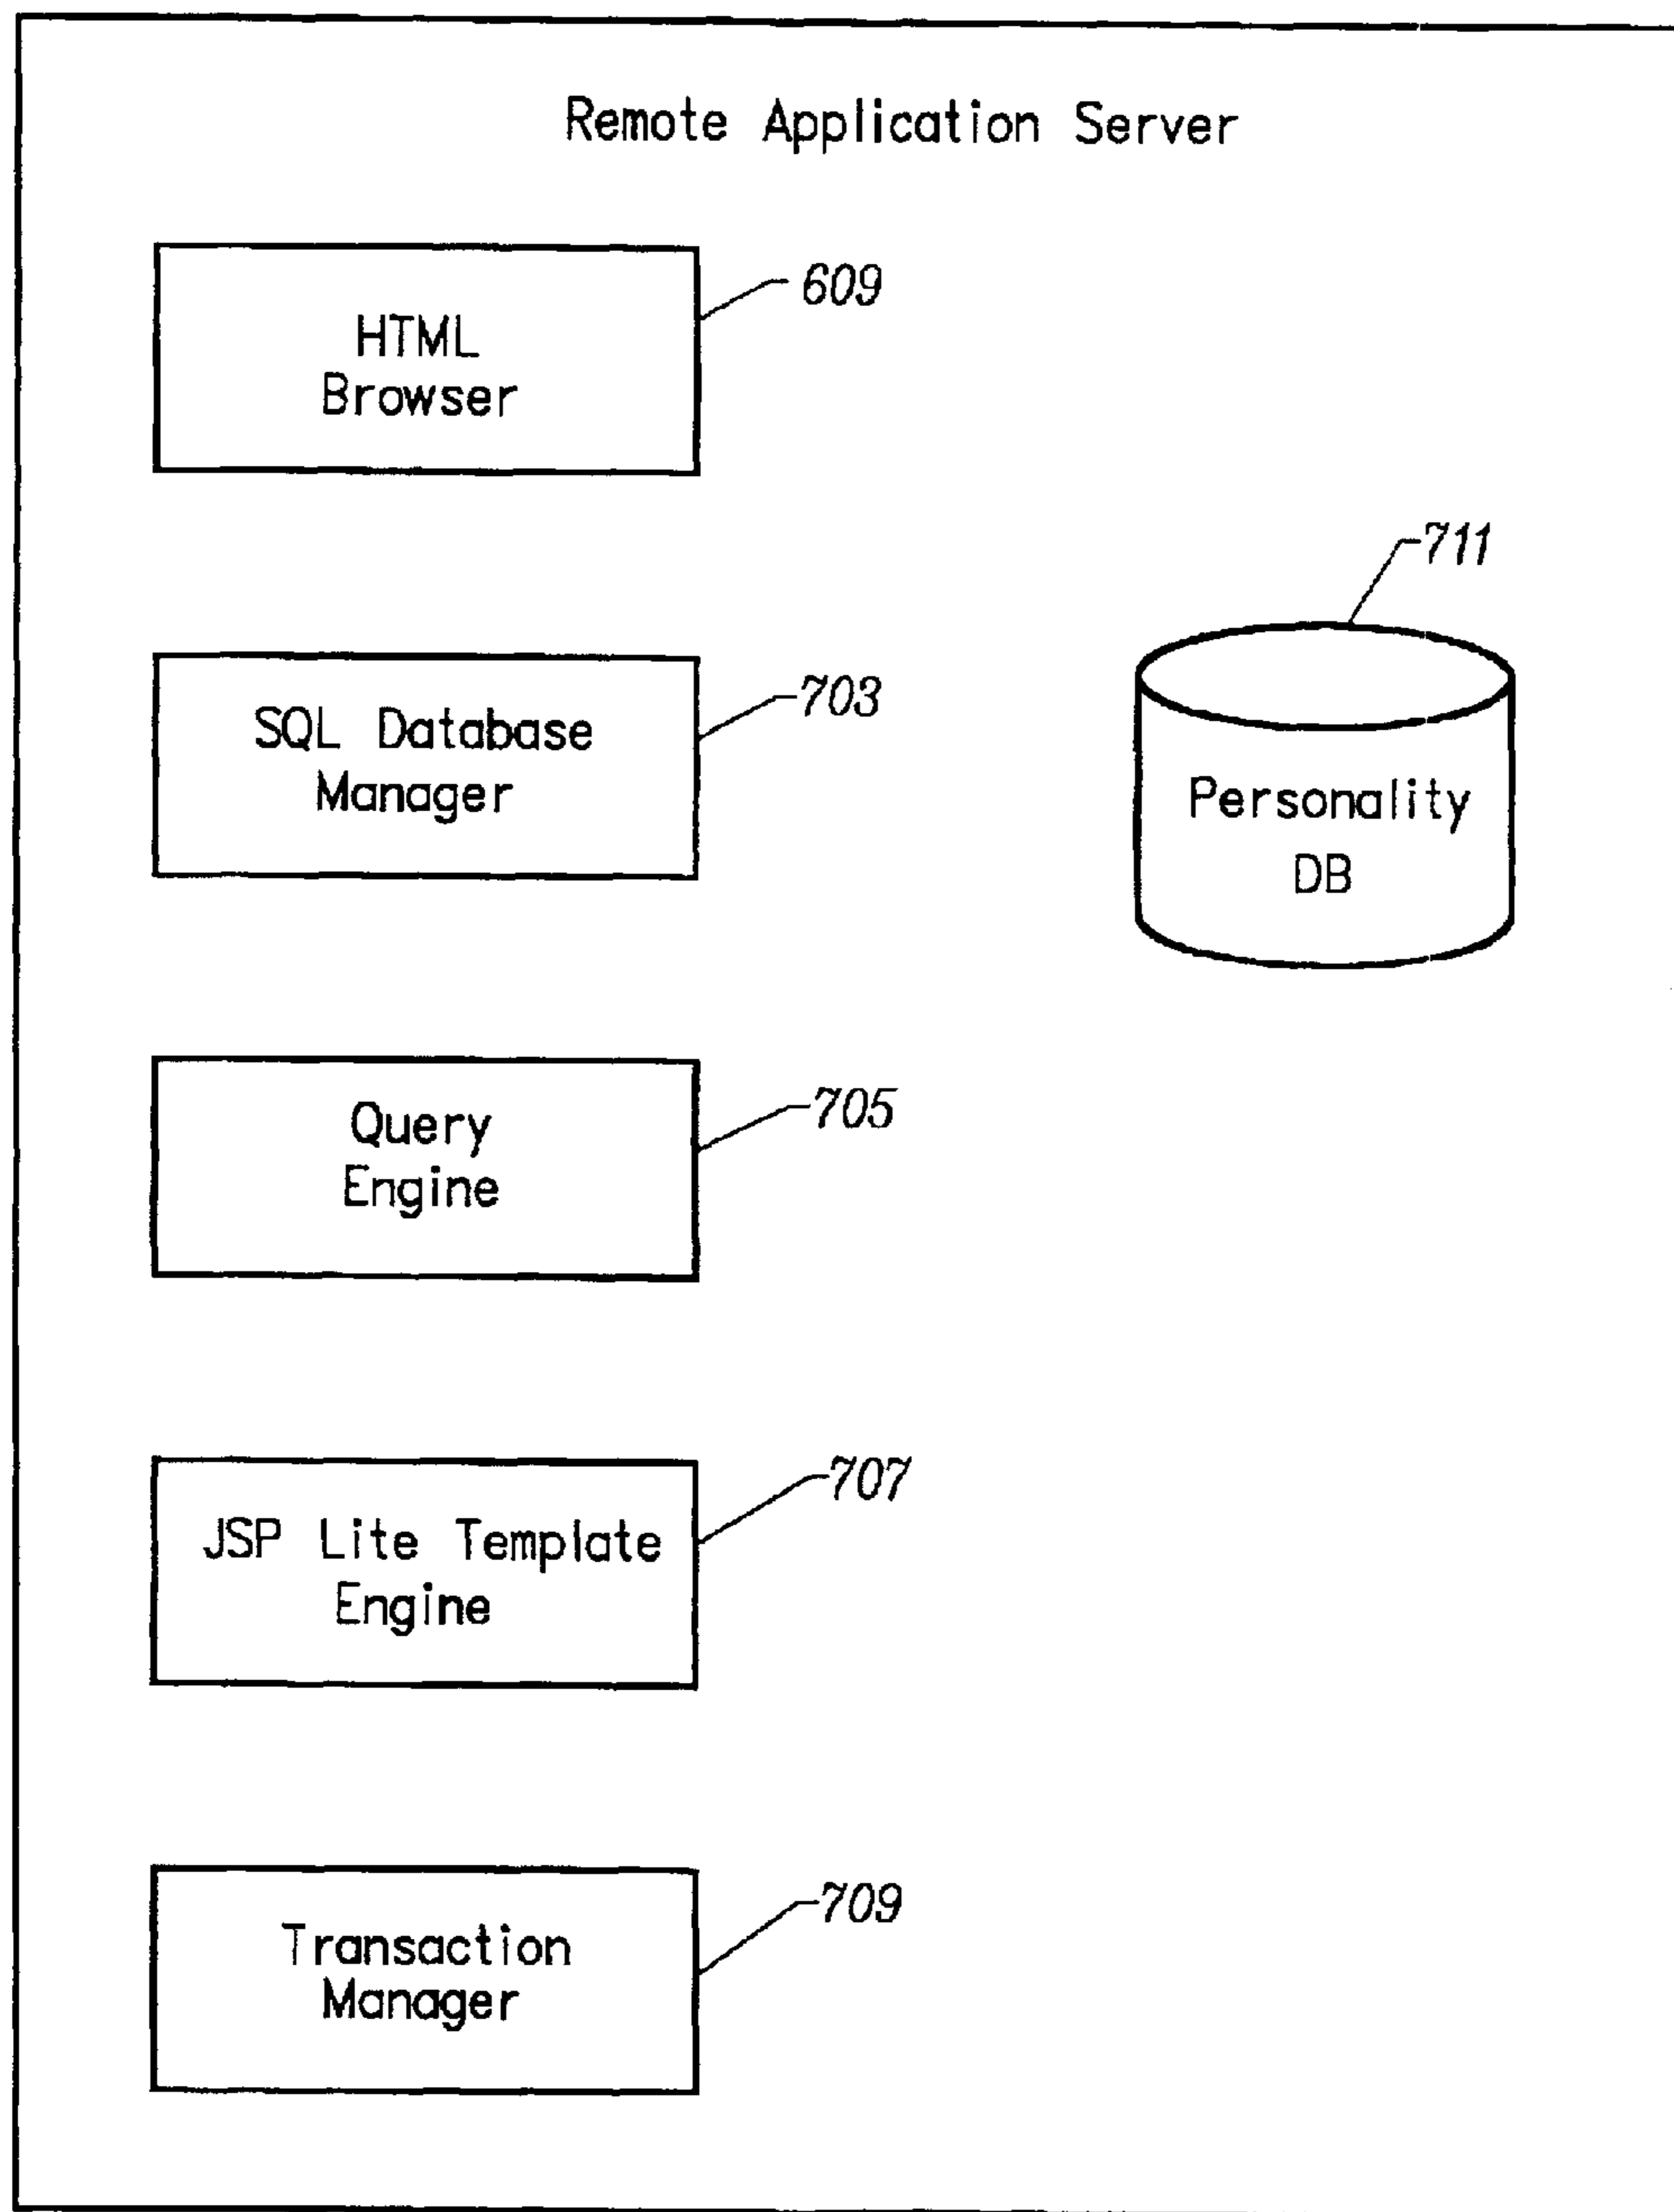 Remote Application Server
609
HTML
Browser
711
703
SQL Database
Manager
Personality
DB
705
Query
Engine
707
JSP Lite Template
Engine
709
Transaction
Manager